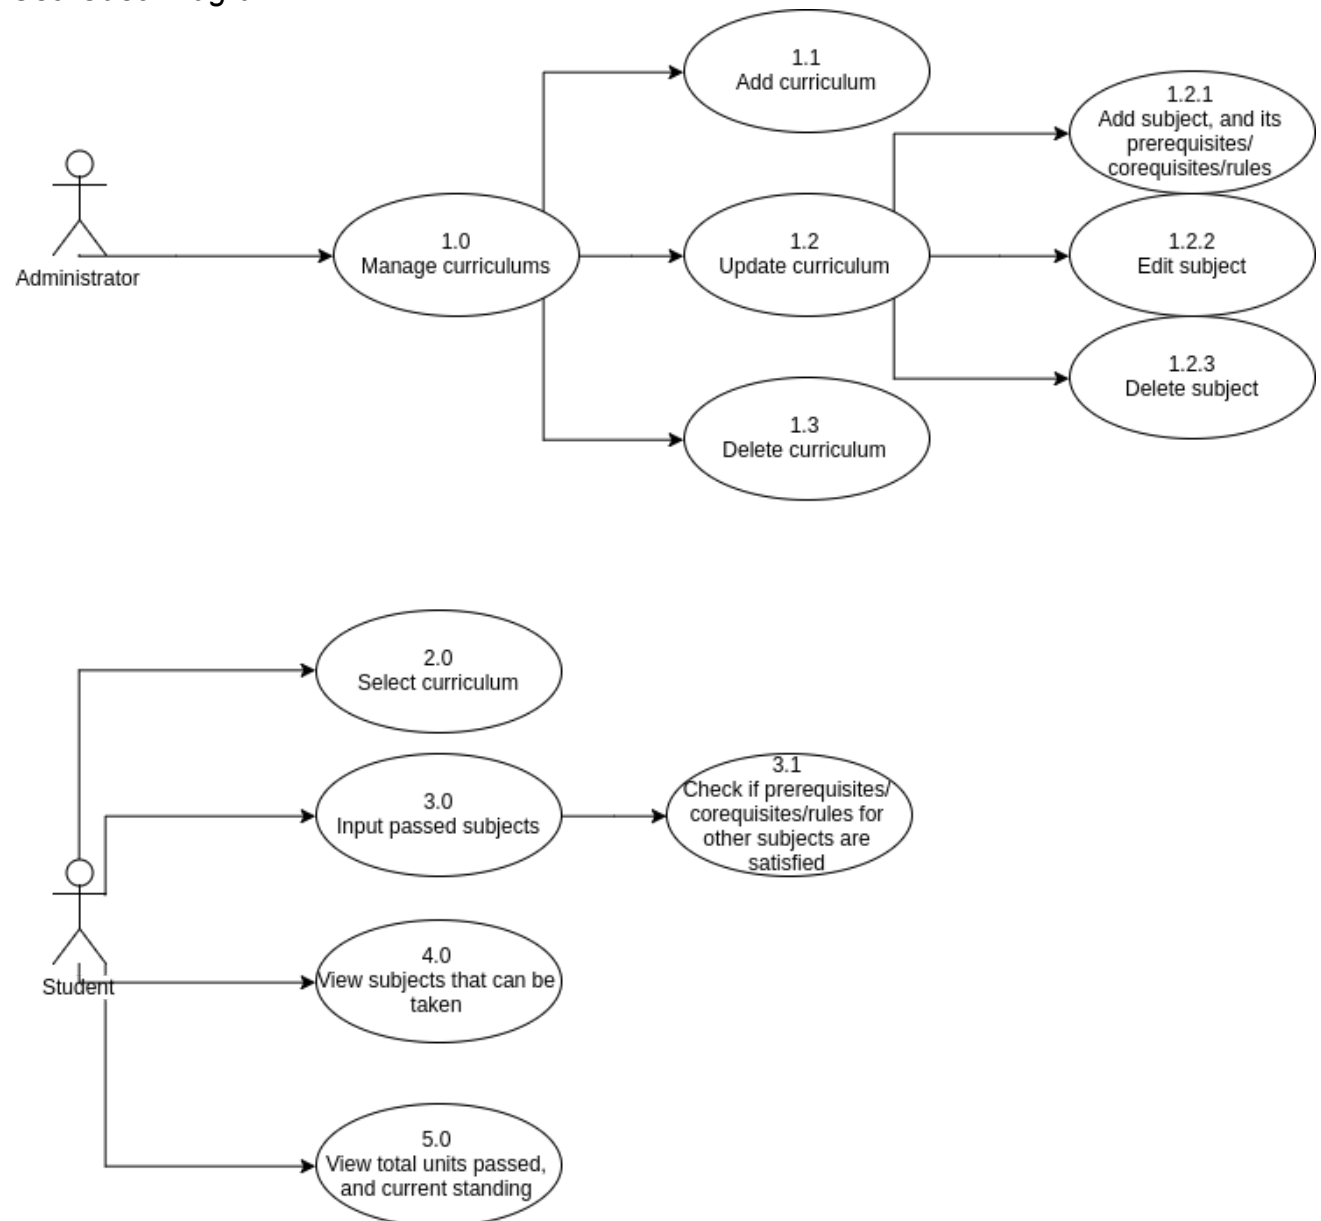 1.1
Add curriculum
1.2.1
Add subject, and its
prerequisites/
corequisites/rules
Administrator
1.0
Manage curriculums
1.2
Update curriculum
1.2.2
Edit subject
1.2.3
Delete subject
1.3
Delete curriculum
2.0
Select curriculum
3.0
Input passed subjects
3.1
Check if prerequisites/
corequisites/rules for
other subjects are
satisfied
Student
4.0
View subjects that can be
taken
5.0
View total units passed,
and current standing